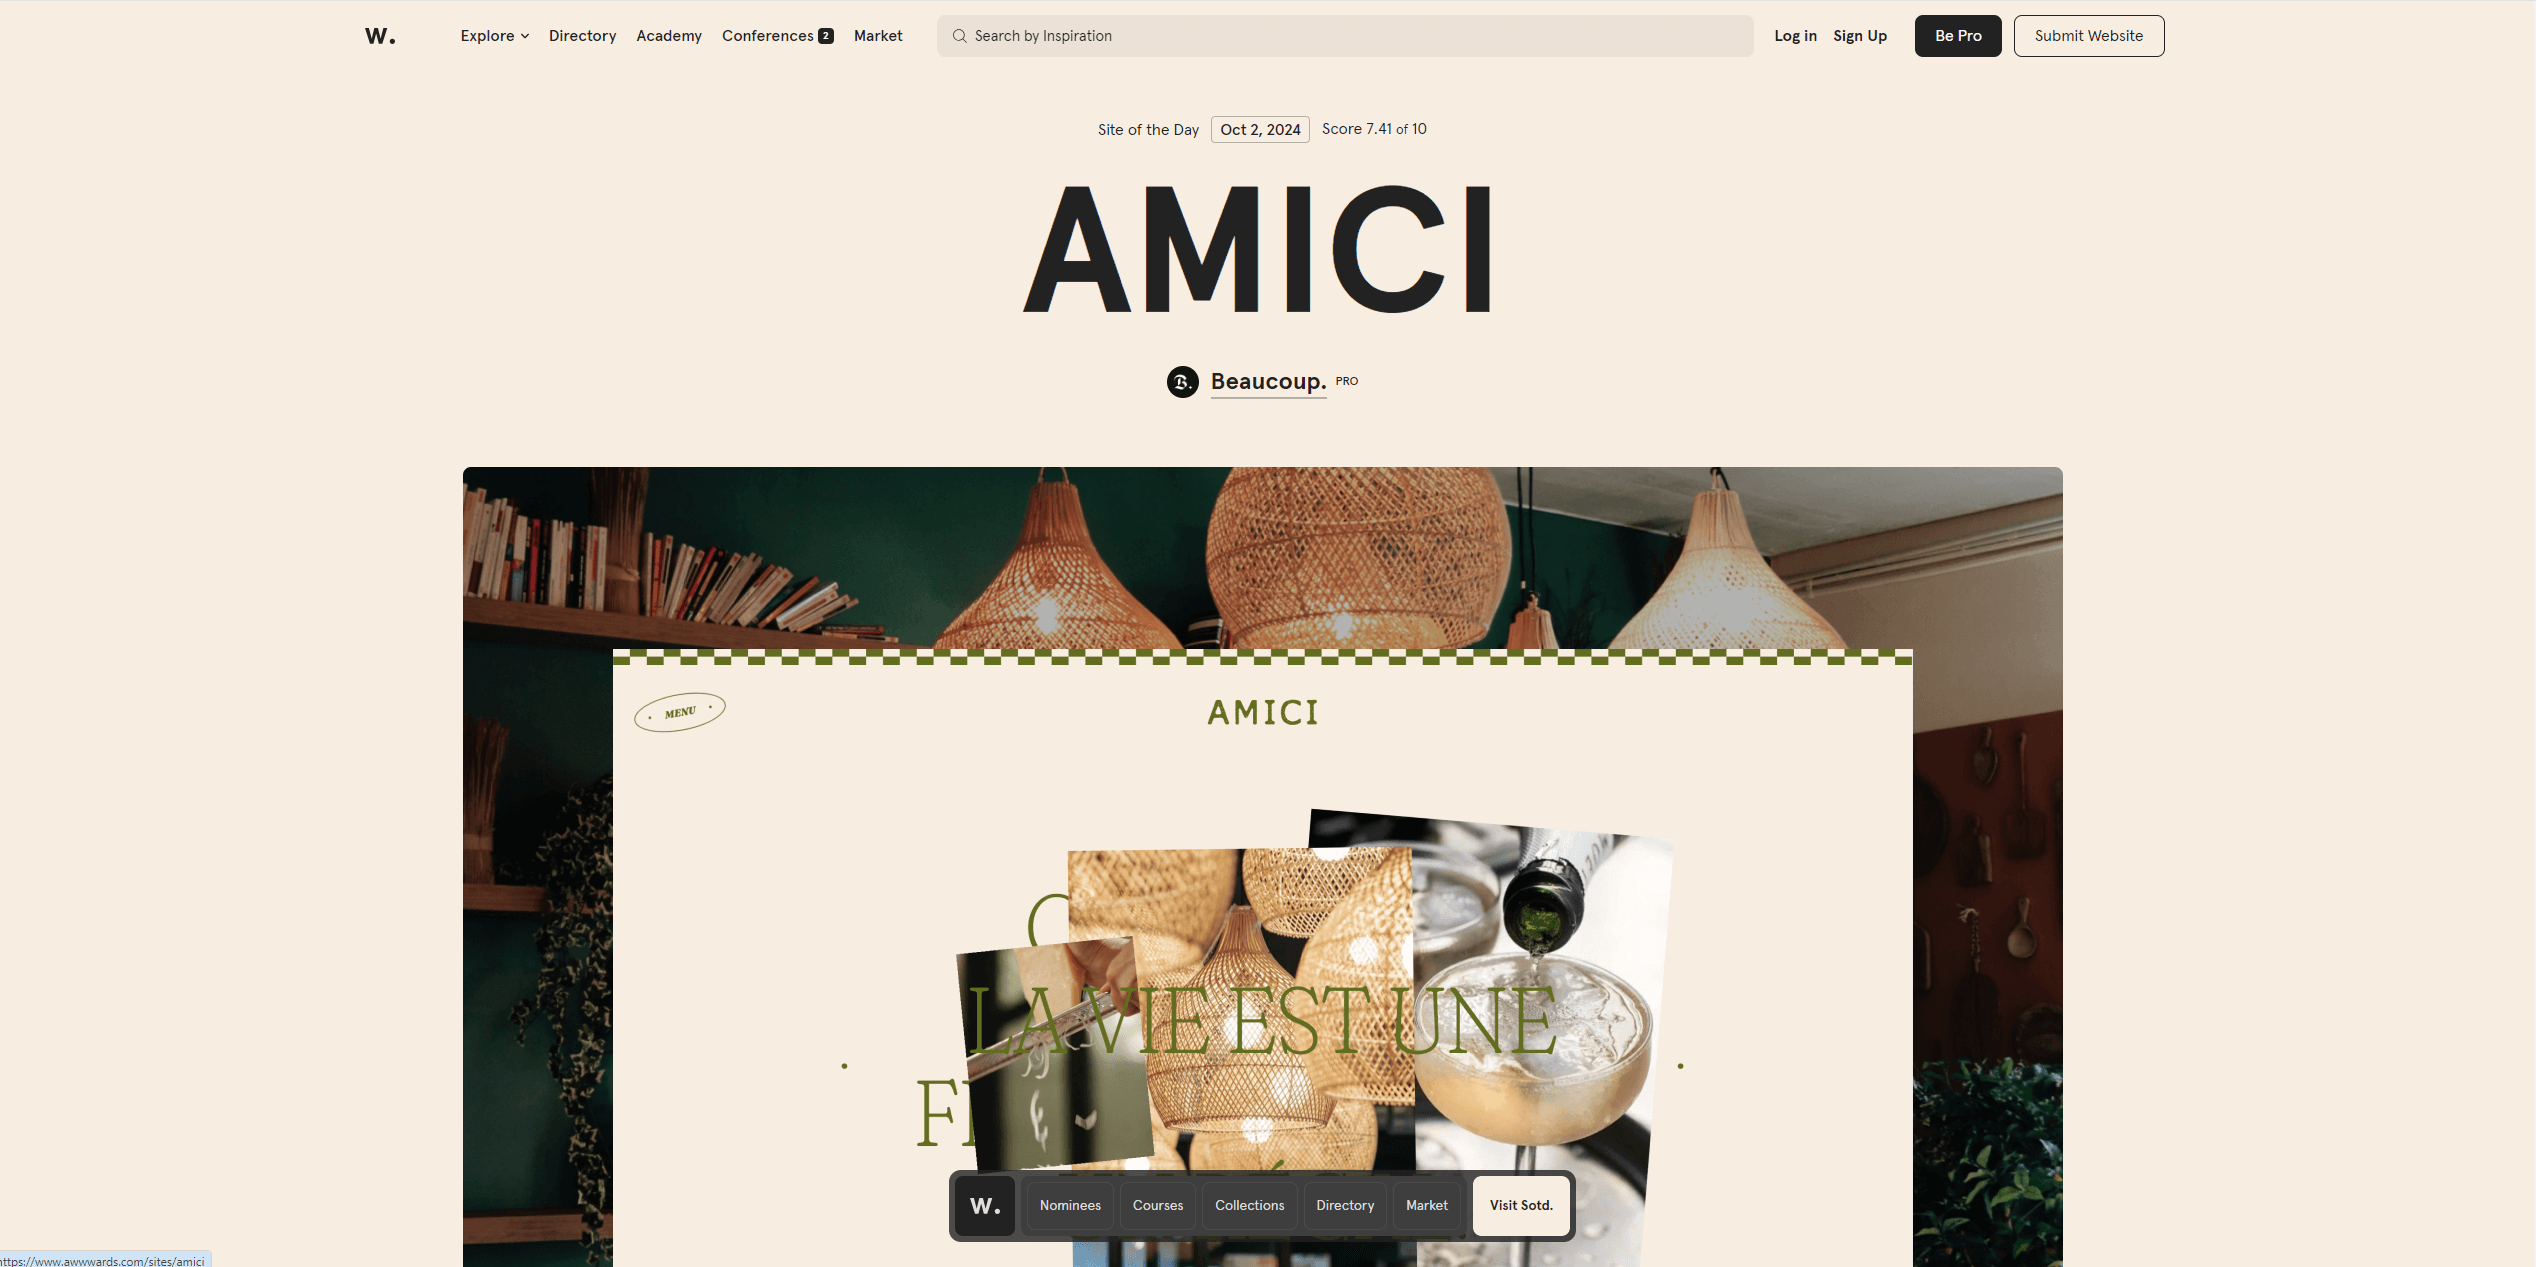 W.
Explore Directory Academy Conferences 2 Market
Search by Inspiration
Log in Sign Up Be Pro Submit Website
Site of the Day Oct 2, 2024 Score 7.41 of 10
AMICI
B. Beaucoup. PRO
MENU
AMICI
LA VIE EST UNE
W. Nominees Courses Collections Directory Market Visit Sotd.
https://www.awwwards.com/sites/amici